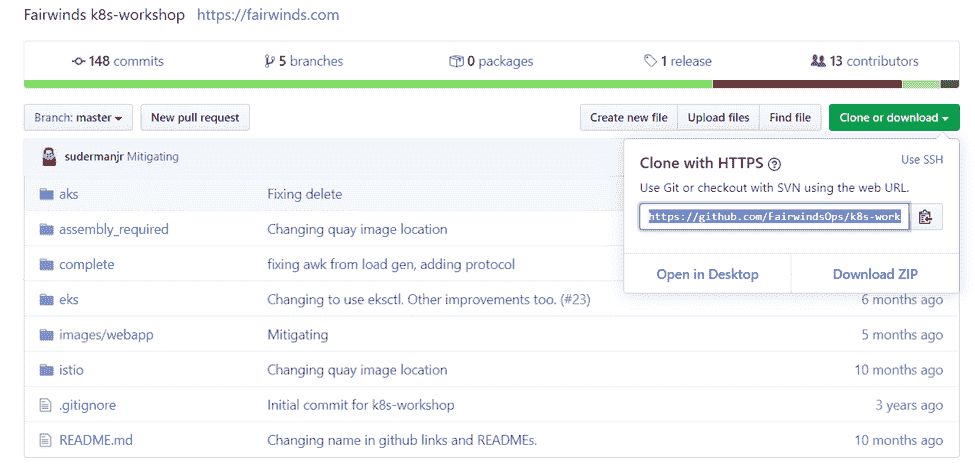 Fairwinds k8s-workshop https://fairwinds.com
148 commits 5 branches 0 packages 1 release 13 contributors
Branch: master New pull request Create new file Upload files Find file Clone or download
sudermanjr Mitigating
Clone with HTTPS Use SSH
Use Git or checkout with SVN using the web URL.
https://github.com/FairwindsOps/k8s-work
Open in Desktop Download ZIP
aks Fixing delete
assembly_required Changing quay image location
complete fixing awk from load gen, adding protocol
eks Changing to use eksctl. Other improvements too. (#23) 6 months ago
images/webapp Mitigating 5 months ago
istio Changing quay image location 10 months ago
.gitignore Initial commit for k8s-workshop 3 years ago
README.md Changing name in github links and READMEs. 10 months ago